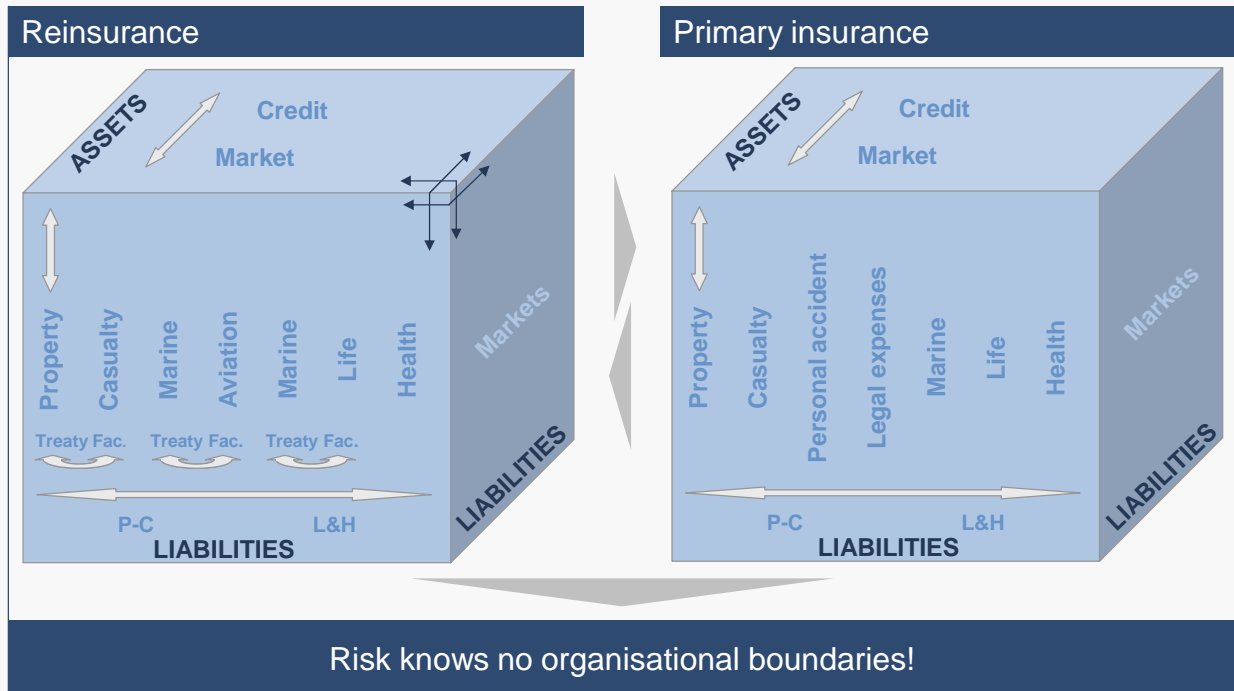 Reinsurance
ASSETS
Credit
Market
Property
Casualty
Marine
Aviation
Marine
Life
Health
Markets
Treaty Fac.
Treaty Fac.
Treaty Fac.
P-C
L&H
LIABILITIES
LIABILITIES
Primary insurance
ASSETS
Credit
Market
Property
Casualty
Personal accident
Legal expenses
Marine
Life
Health
Markets
P-C
L&H
LIABILITIES
LIABILITIES
Risk knows no organisational boundaries!